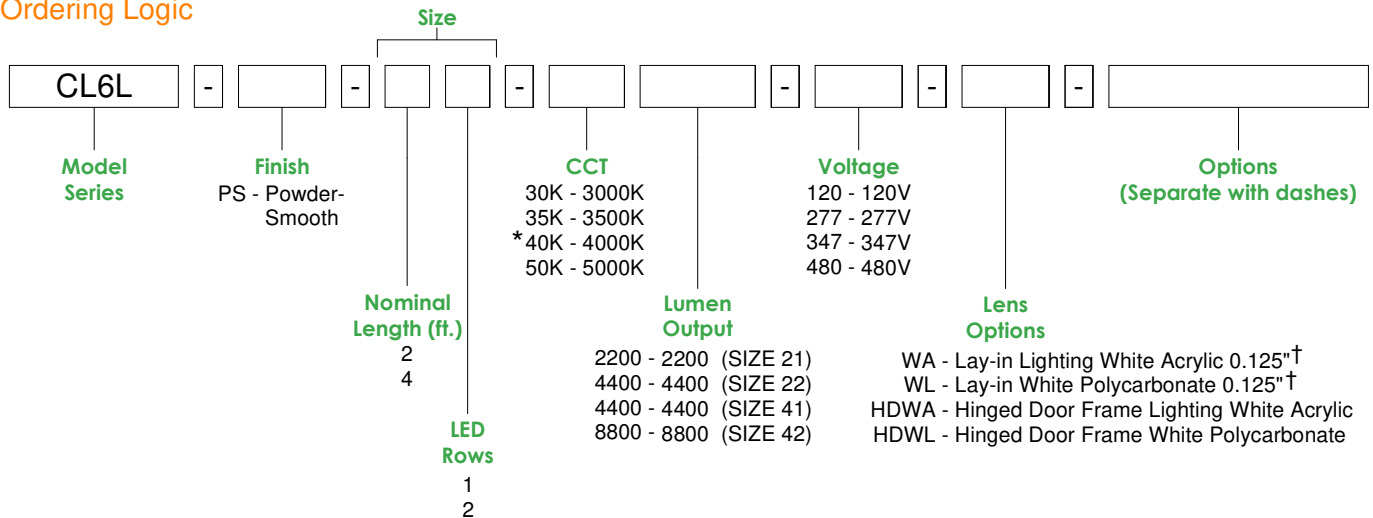 Ordering Logic
Size
CL6L - - - - - -
Model Series
Finish
PS - Powder-
Smooth
CCT
30K - 3000K
35K - 3500K
*40K - 4000K
50K - 5000K
Voltage
120 - 120V
277 - 277V
347 - 347V
480 - 480V
Options
(Separate with dashes)
Nominal
Length (ft.)
2
4
LED
Rows
1
2
Lumen
Output
2200 - 2200 (SIZE 21)
4400 - 4400 (SIZE 22)
4400 - 4400 (SIZE 41)
8800 - 8800 (SIZE 42)
Lens
Options
WA - Lay-in Lighting White Acrylic 0.125"†
WL - Lay-in White Polycarbonate 0.125"†
HDWA - Hinged Door Frame Lighting White Acrylic
HDWL - Hinged Door Frame White Polycarbonate